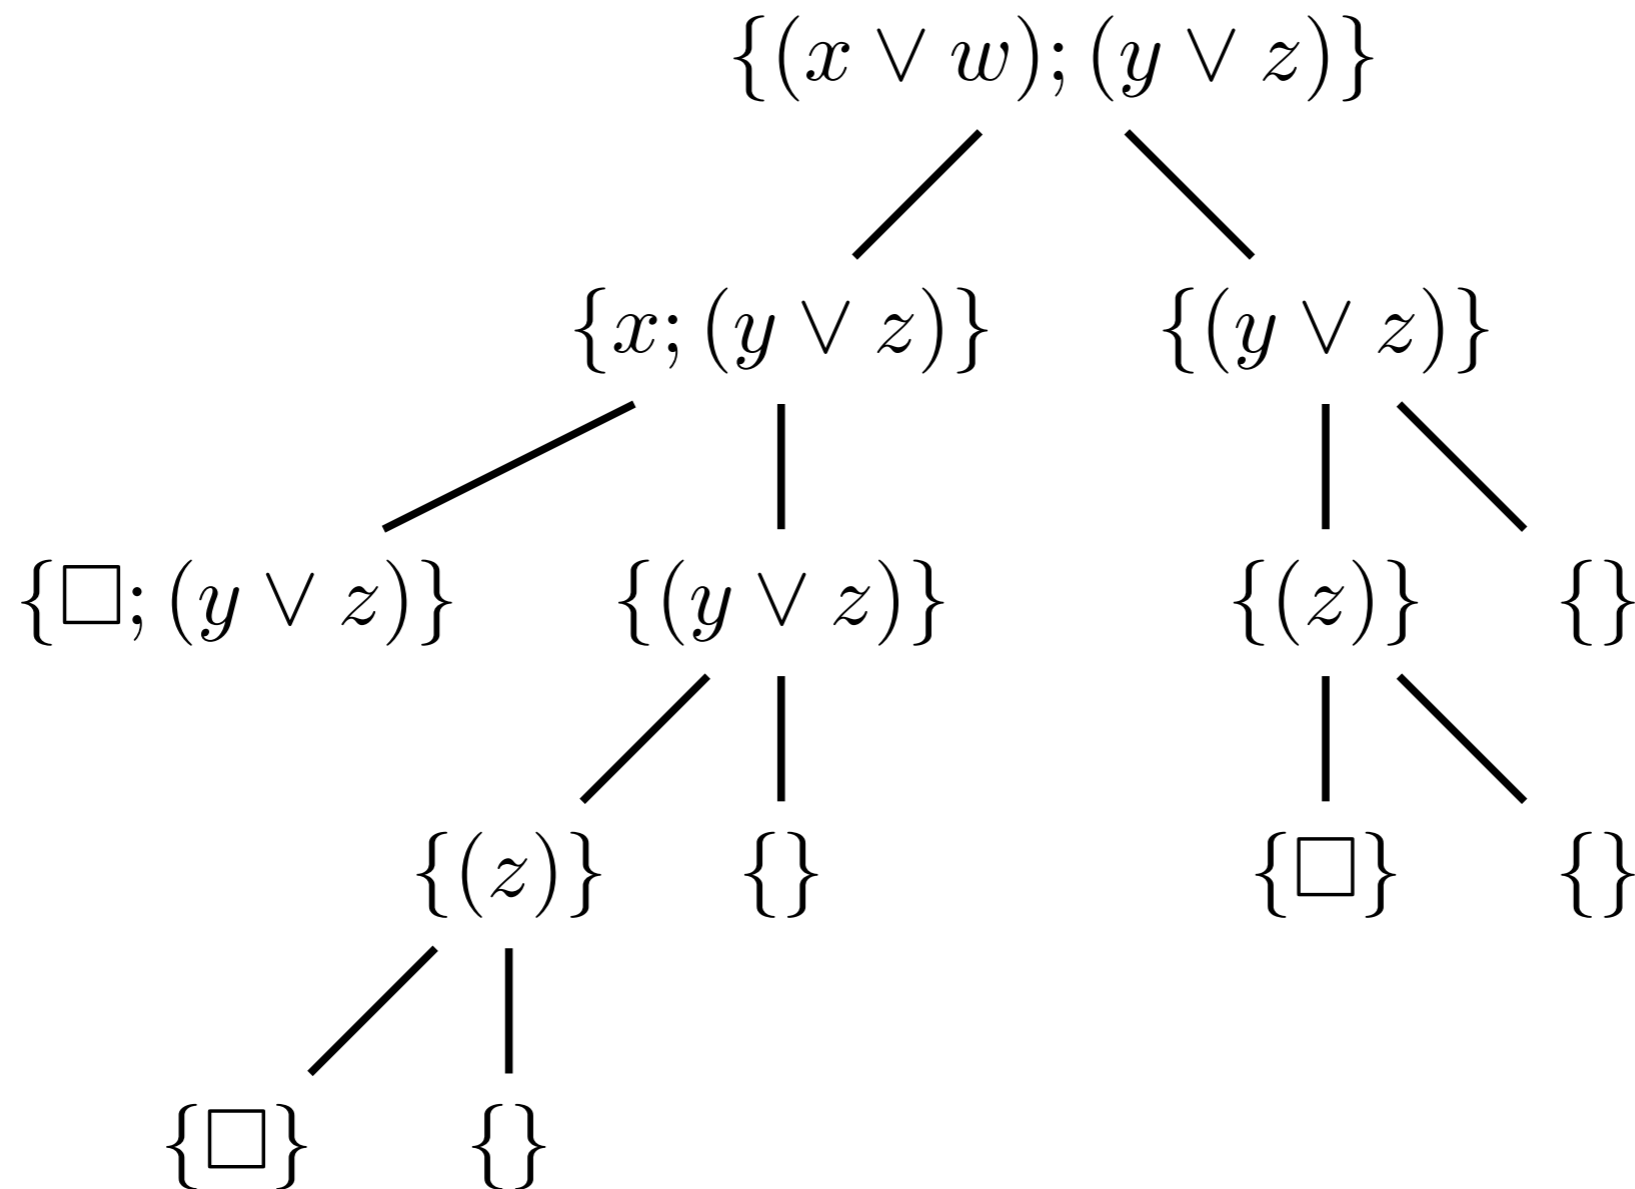 {(x ∨ w); (y ∨ z)}
{x; (y ∨ z)} {(y ∨ z)}
{□; (y ∨ z)} {(y ∨ z)} {(z)} {}
{(z)} {} {□} {}
{□} {}